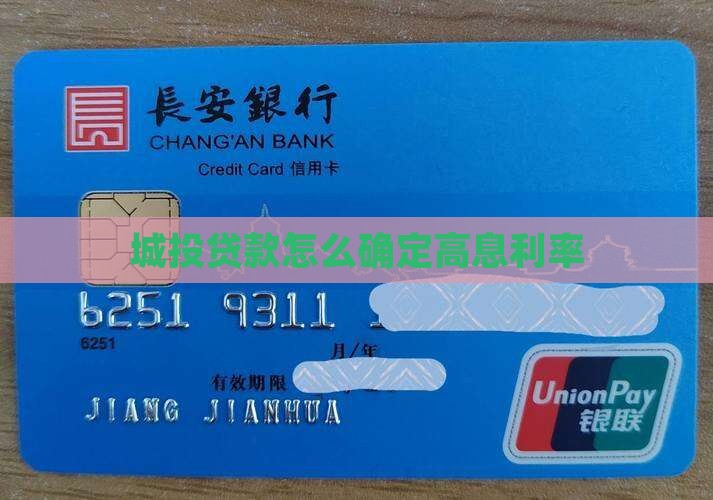 長安銀行
CHANG'AN BANK
Credit Card 信用卡
城投贷款怎么确定高息利率
6251 9311
6251
月/年
有效期限
JIANG JIANHUA
UnionPay
银联